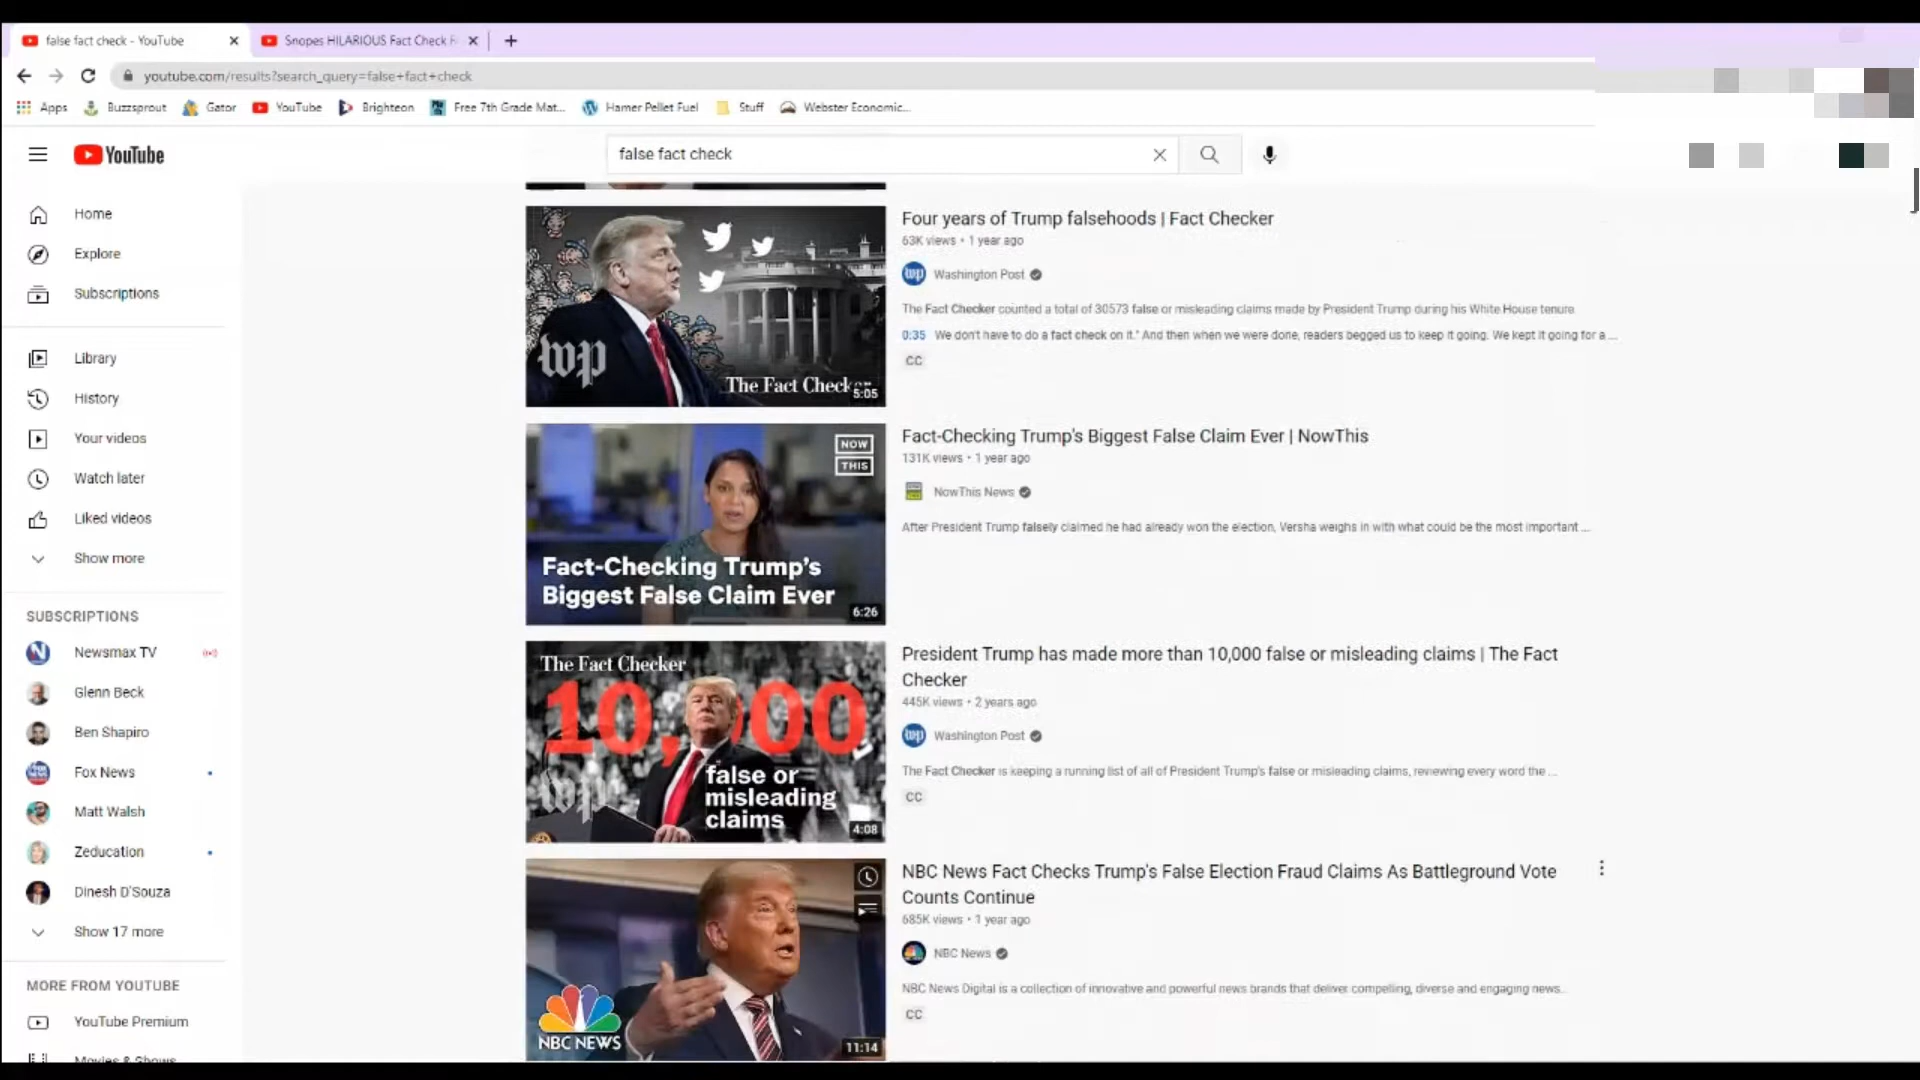 false fact check - YouTube
Snopes HILARIOUS Fact Check F
youtube.com/results?search_query=false+fact+check
Apps
Buzzsprout
Gator
YouTube
Brighteon
Free 7th Grade Mat...
Hamer Pellet Fuel
Stuff
Webster Economic...
YouTube
false fact check
Home
Explore
Subscriptions
Library
History
Your videos
Watch later
Liked videos
Show more
SUBSCRIPTIONS
Newsmax TV
Glenn Beck
Ben Shapiro
Fox News
Matt Walsh
Zeducation
Dinesh D'Souza
Show 17 more
MORE FROM YOUTUBE
YouTube Premium
Movies & Shows
wp
The Fact Checker
5:05
Four years of Trump falsehoods | Fact Checker
63K views • 1 year ago
wp
Washington Post
The Fact Checker counted a total of 30573 false or misleading claims made by President Trump during his White House tenure.
0:35 We don't have to do a fact check on it." And then when we were done, readers begged us to keep it going. We kept it going for a ...
CC
NOW
THIS
Fact-Checking Trump's
Biggest False Claim Ever
6:26
Fact-Checking Trump's Biggest False Claim Ever | NowThis
131K views • 1 year ago
NowThis News
After President Trump falsely claimed he had already won the election, Versha weighs in with what could be the most important ...
The Fact Checker
10,000
wp
false or
misleading
claims
4:08
President Trump has made more than 10,000 false or misleading claims | The Fact
Checker
445K views • 2 years ago
wp
Washington Post
The Fact Checker is keeping a running list of all of President Trump's false or misleading claims, reviewing every word the ...
CC
NBC NEWS
11:14
NBC News Fact Checks Trump's False Election Fraud Claims As Battleground Vote
Counts Continue
685K views • 1 year ago
NBC News
NBC News Digital is a collection of innovative and powerful news brands that deliver compelling, diverse and engaging news...
CC